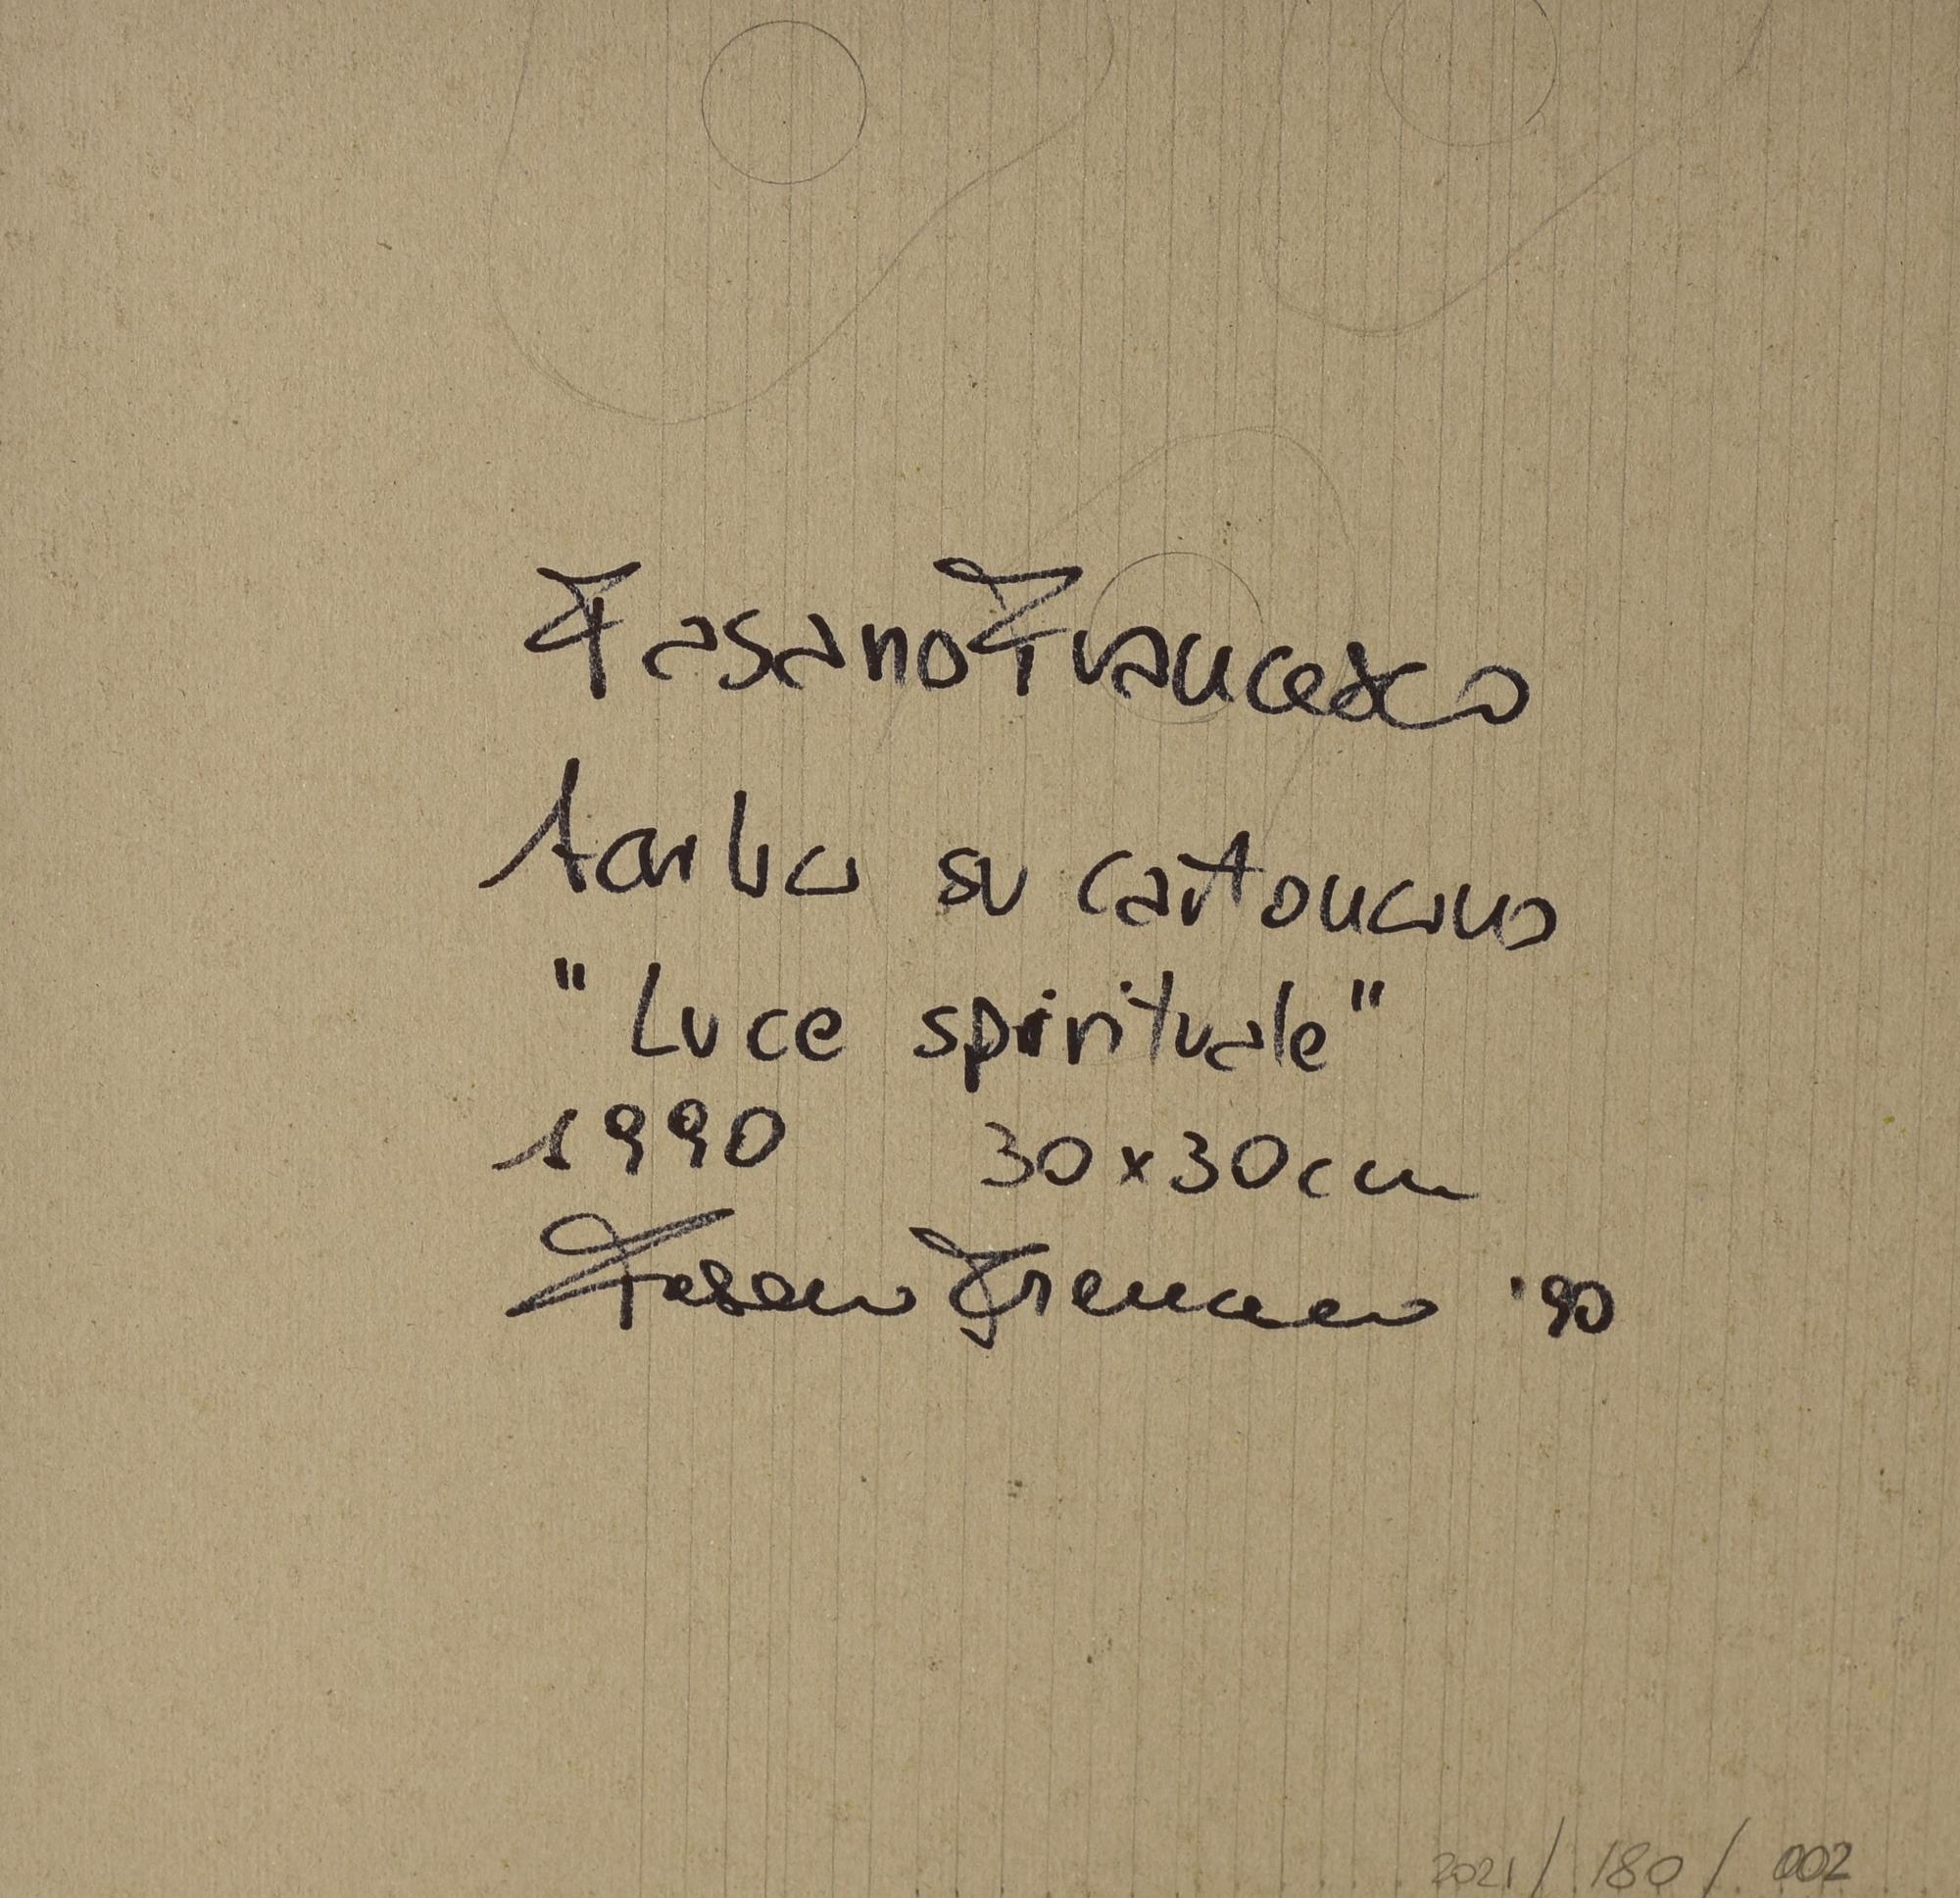 Fasano Francesco
Acrilico su cartoncino
"Luce spirituale"
1990 30x30cm
Fasano Francesco '90
2021/180/002